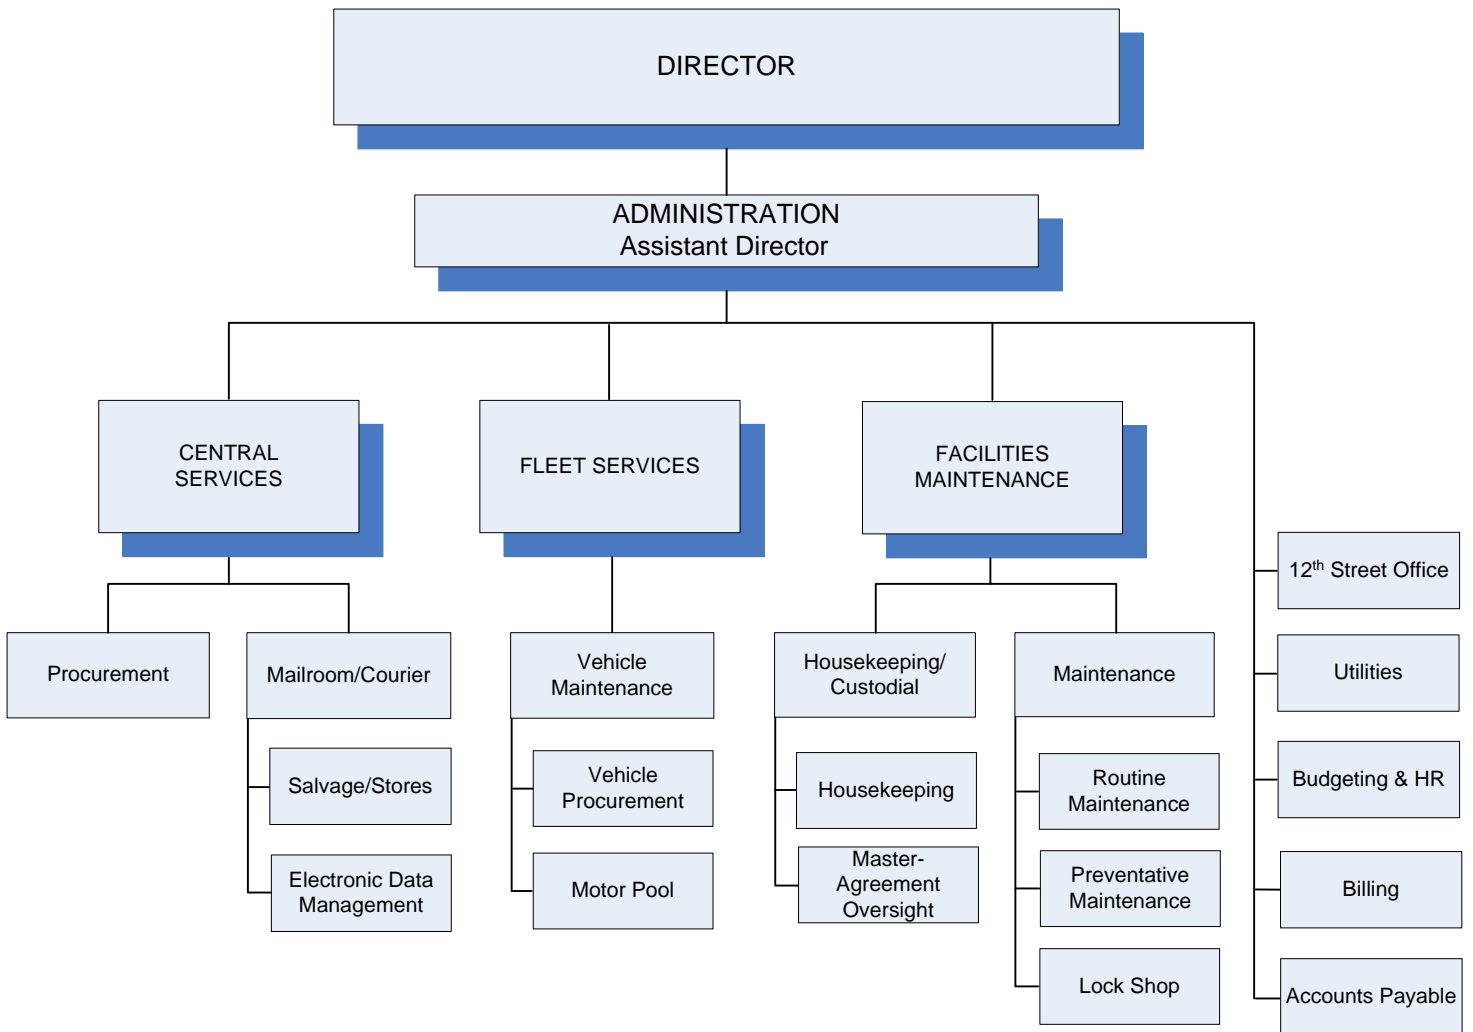 DIRECTOR
ADMINISTRATION
Assistant Director
CENTRAL
SERVICES
FLEET SERVICES
FACILITIES
MAINTENANCE
Procurement
Mailroom/Courier
Salvage/Stores
Electronic Data
Management
Vehicle
Maintenance
Vehicle
Procurement
Motor Pool
Housekeeping/
Custodial
Housekeeping
Master-
Agreement
Oversight
Maintenance
Routine
Maintenance
Preventative
Maintenance
Lock Shop
12th Street Office
Utilities
Budgeting & HR
Billing
Accounts Payable